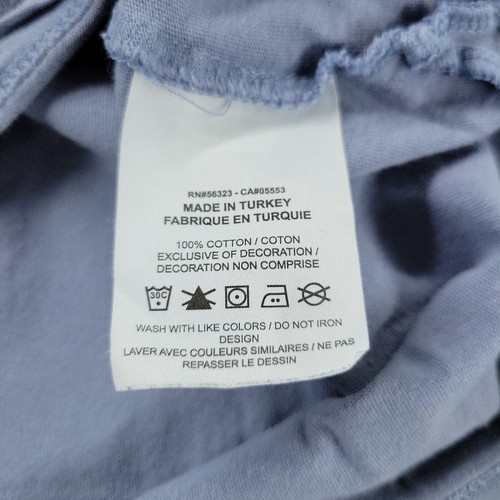 RN#56323 - CA#05553
MADE IN TURKEY
FABRIQUE EN TURQUIE
100% COTTON / COTON
EXCLUSIVE OF DECORATION /
DECORATION NON COMPRISE
30C
WASH WITH LIKE COLORS / DO NOT IRON
DESIGN
LAVER AVEC COULEURS SIMILAIRES / NE PAS
REPASSER LE DESSIN